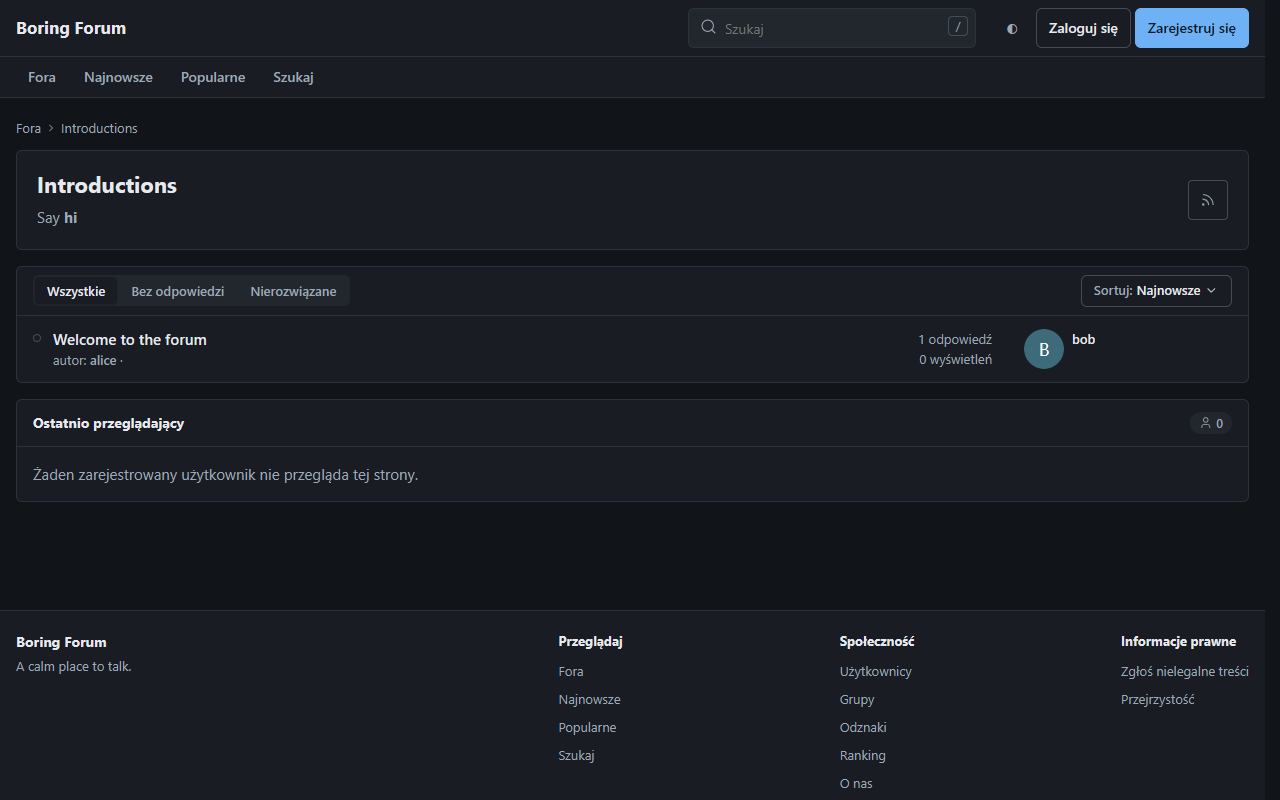 Boring Forum
Szukaj
/
Zaloguj się
Zarejestruj się
Fora
Najnowsze
Popularne
Szukaj
Fora
Introductions
Introductions
Say hi
Wszystkie
Bez odpowiedzi
Nierozwiązane
Sortuj: Najnowsze
Welcome to the forum
autor: alice ·
1 odpowiedź
0 wyświetleń
B
bob
Ostatnio przeglądający
0
Żaden zarejestrowany użytkownik nie przegląda tej strony.
Boring Forum
A calm place to talk.
Przeglądaj
Fora
Najnowsze
Popularne
Szukaj
Społeczność
Użytkownicy
Grupy
Odznaki
Ranking
O nas
Informacje prawne
Zgłoś nielegalne treści
Przejrzystość